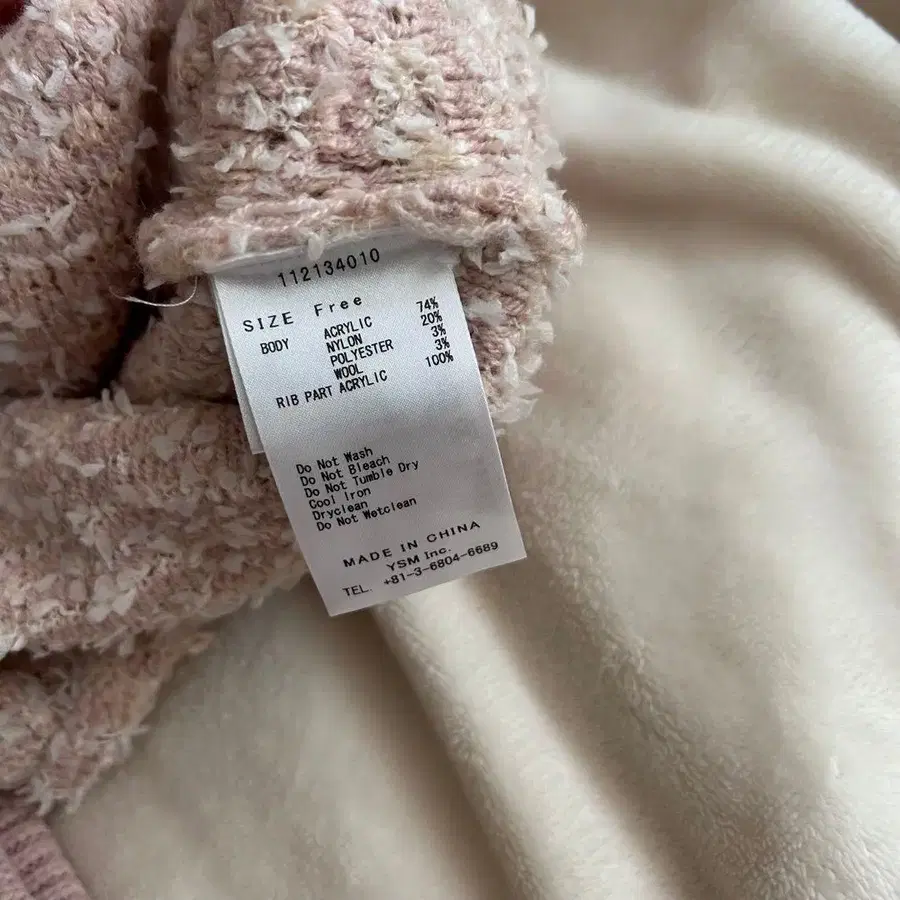 112134010
SIZE Free
BODY ACRYLIC 74%
NYLON 20%
POLYESTER 3%
WOOL 3%
RIB PART ACRYLIC 100%
Do Not Wash
Do Not Bleach
Do Not Tumble Dry
Cool Iron
Dryclean
Do Not Wetclean
MADE IN CHINA
YSM Inc.
TEL. +81-3-6804-6689